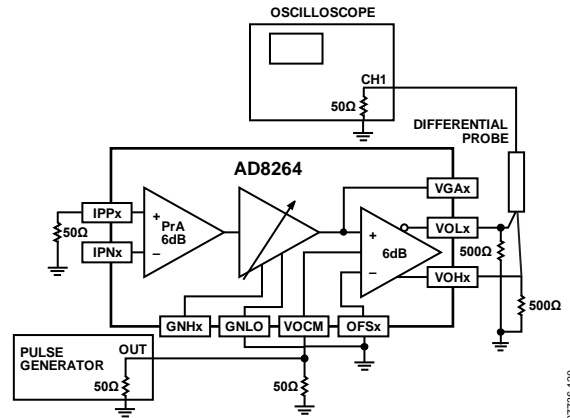 OSCILLOSCOPE
CH1
50Ω
DIFFERENTIAL
PROBE
AD8264
VGAx
IPPx
+
PrA
6dB
–
50Ω
IPNx
+
6dB
–
VOLx
500Ω
VOHx
500Ω
GNHx
GNLO
VOCM
OFSx
PULSE
GENERATOR
OUT
50Ω
50Ω